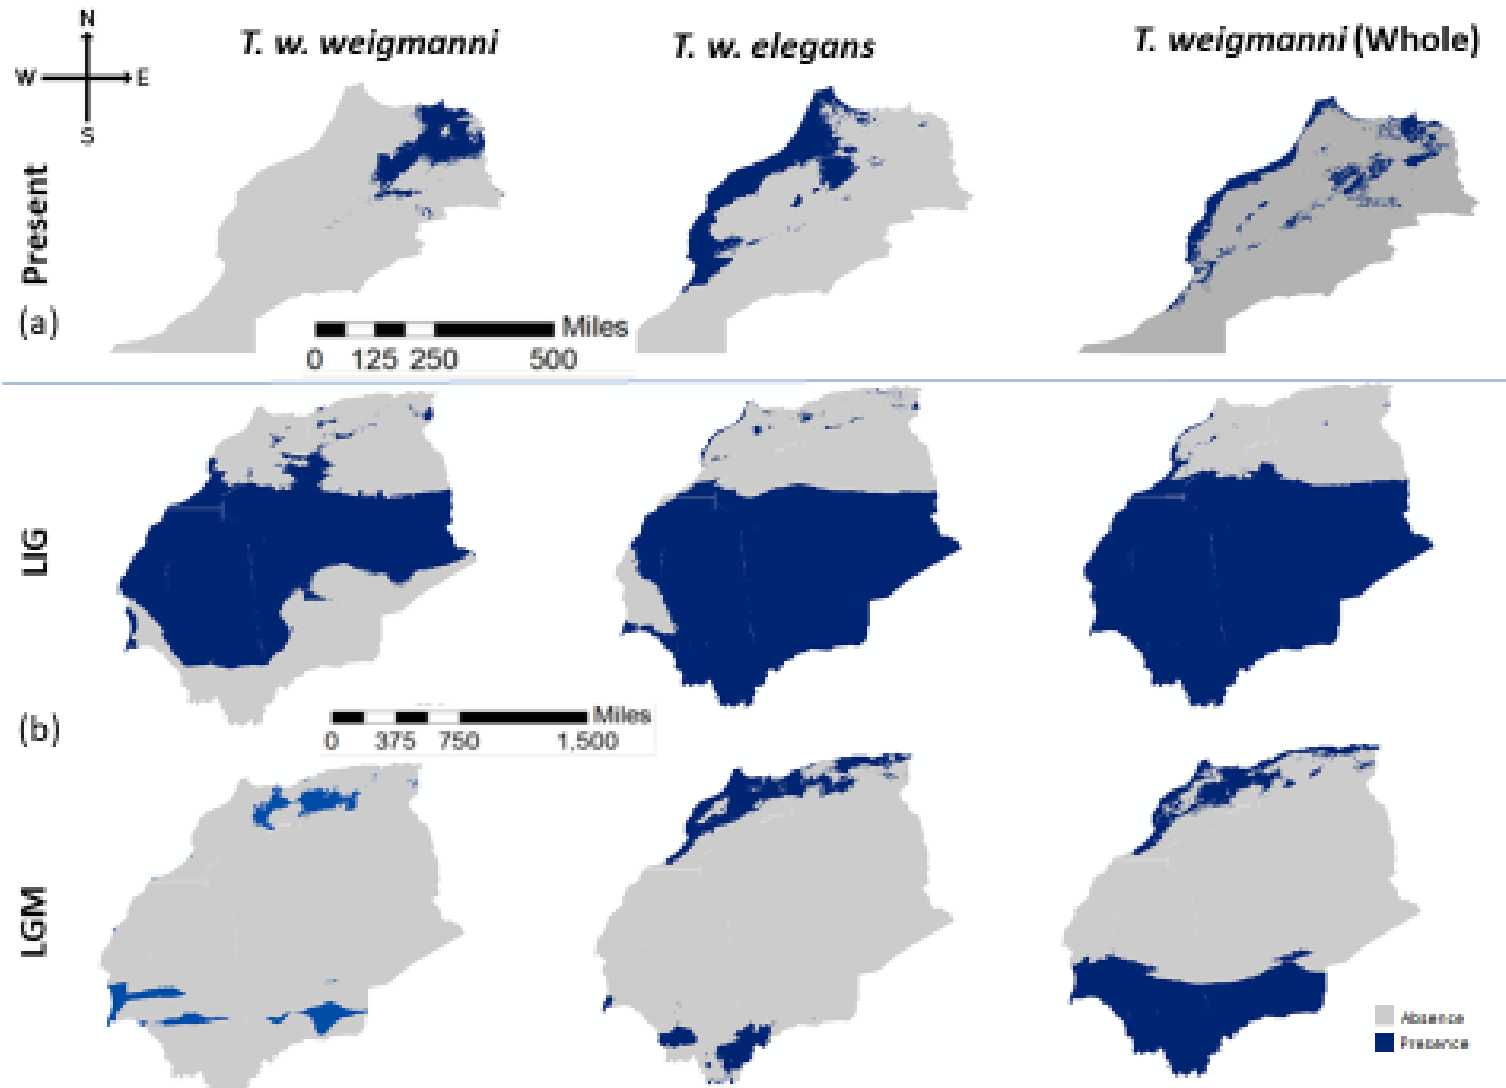 N
W E
S
T. w. weigmanni
T. w. elegans
T. weigmanni (Whole)
Present
(a)
Miles
0 125 250 500
LIG
(b)
Miles
0 375 750 1,500
LGM
Absence
Presence